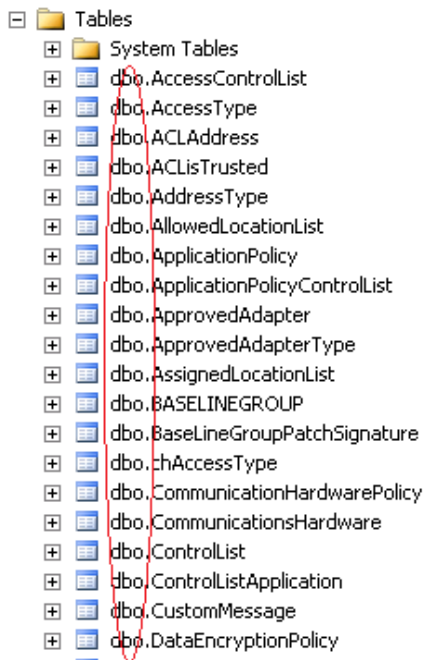 Tables
System Tables
dbo.AccessControlList
dbo.AccessType
dbo.ACLAddress
dbo.ACLisTrusted
dbo.AddressType
dbo.AllowedLocationList
dbo.ApplicationPolicy
dbo.ApplicationPolicyControlList
dbo.ApprovedAdapter
dbo.ApprovedAdapterType
dbo.AssignedLocationList
dbo.BASELINEGROUP
dbo.BaseLineGroupPatchSignature
dbo.chAccessType
dbo.CommunicationHardwarePolicy
dbo.CommunicationsHardware
dbo.ControlList
dbo.ControlListApplication
dbo.CustomMessage
dbo.DataEncryptionPolicy